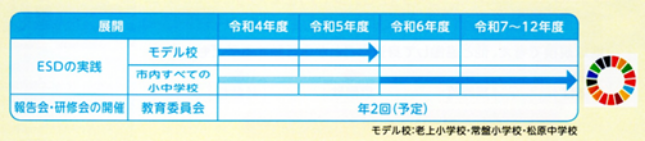 展開 令和4年度 令和5年度 令和6年度 令和7〜12年度
ESDの実践 モデル校
市内すべての
小中学校
報告会・研修会の開催 教育委員会 年2回(予定)
モデル校:老上小学校・常盤小学校・松原中学校